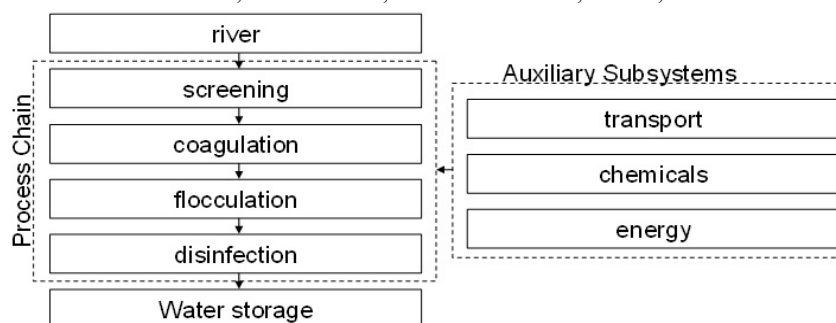 river
Process Chain
screening
coagulation
flocculation
disinfection
Water storage
Auxiliary Subsystems
transport
chemicals
energy